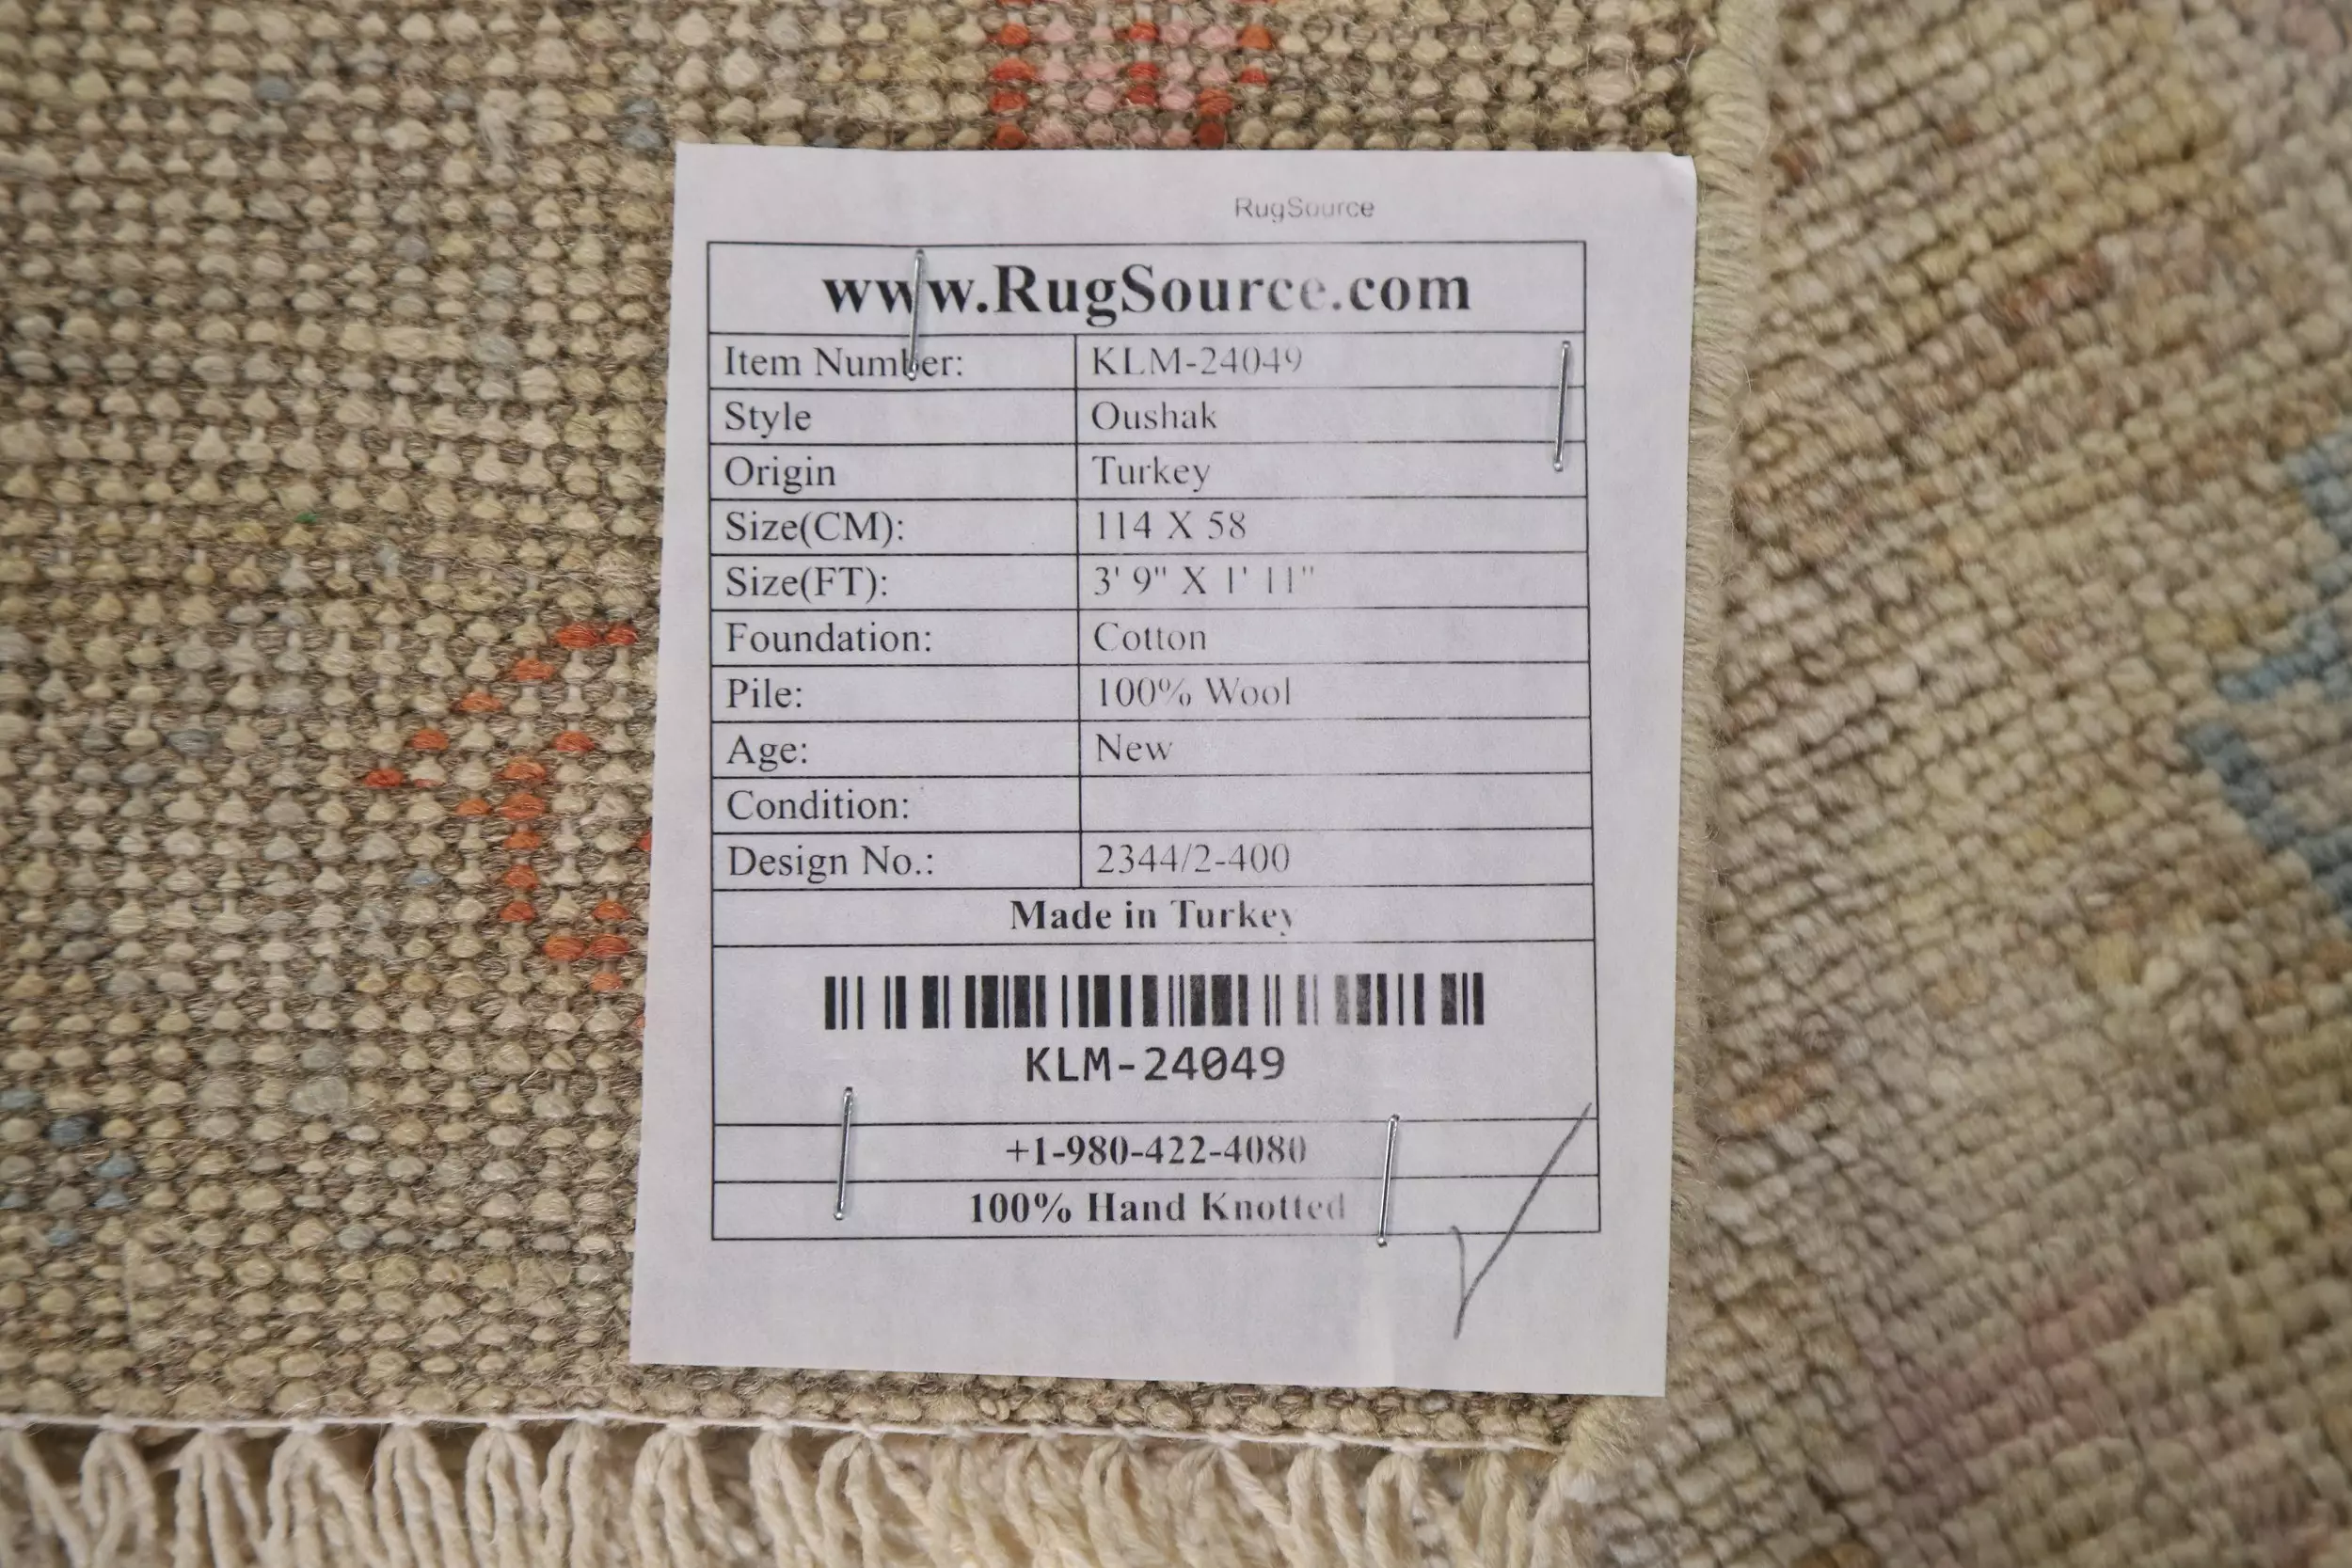 RugSource
www.RugSource.com
Item Number: KLM-24049
Style Oushak
Origin Turkey
Size(CM): 114 X 58
Size(FT): 3' 9" X 1' 11"
Foundation: Cotton
Pile: 100% Wool
Age: New
Condition:
Design No.: 2344/2-400
Made in Turkey
KLM-24049
+1-980-422-4080
100% Hand Knotted